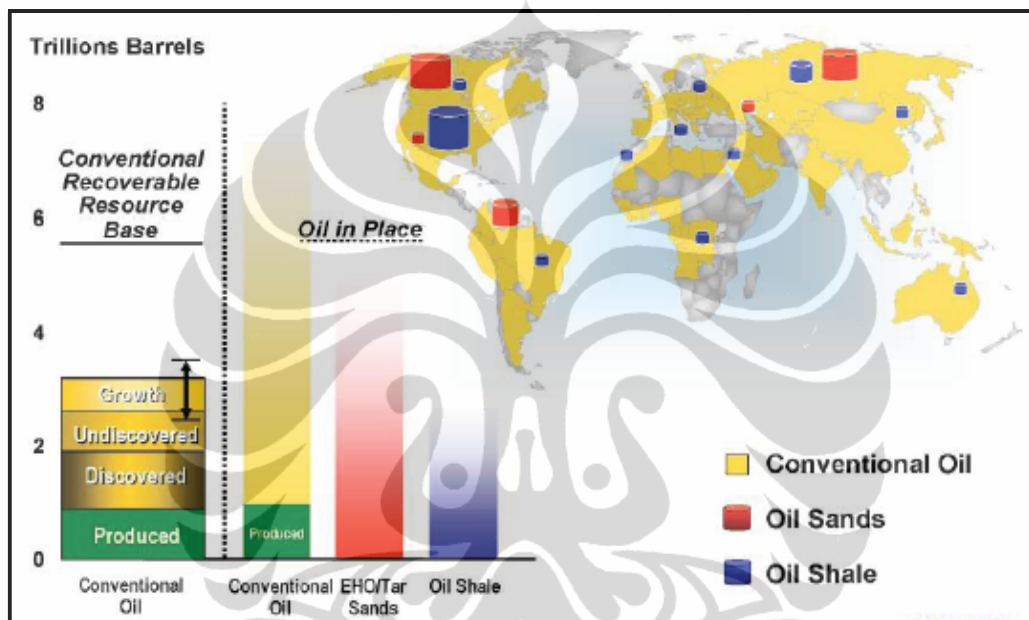 Trillions Barrels
8
6
4
2
0
Conventional
Recoverable
Resource
Base
Oil in Place
Growth
Undiscovered
Discovered
Produced
Produced
Conventional
Oil
Conventional
Oil
EHO/Tar
Sands
Oil Shale
Conventional Oil
Oil Sands
Oil Shale